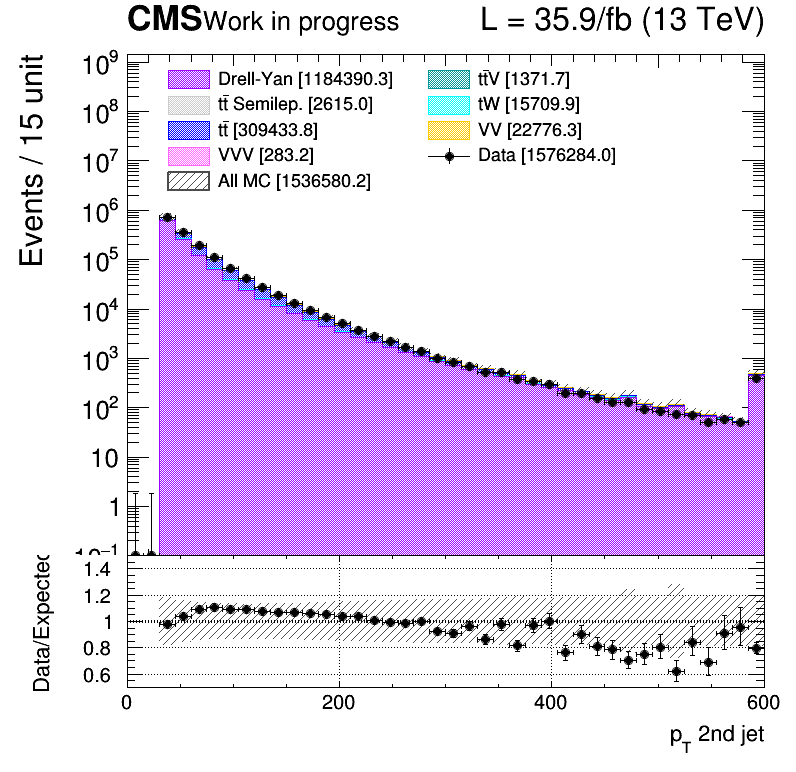 CMS Work in progress L = 35.9/fb (13 TeV)
Events / 15 unit
10⁹
10⁸
10⁷
10⁶
10⁵
10⁴
10³
10²
10
1
10⁻¹
Drell-Yan [1184390.3]
tt̄ Semilep. [2615.0]
tt̄ [309433.8]
VVV [283.2]
All MC [1536580.2]
tt̄V [1371.7]
tW [15709.9]
VV [22776.3]
Data [1576284.0]
Data/Expected
1.4
1.2
1
0.8
0.6
0 200 400 600
p_T 2nd jet